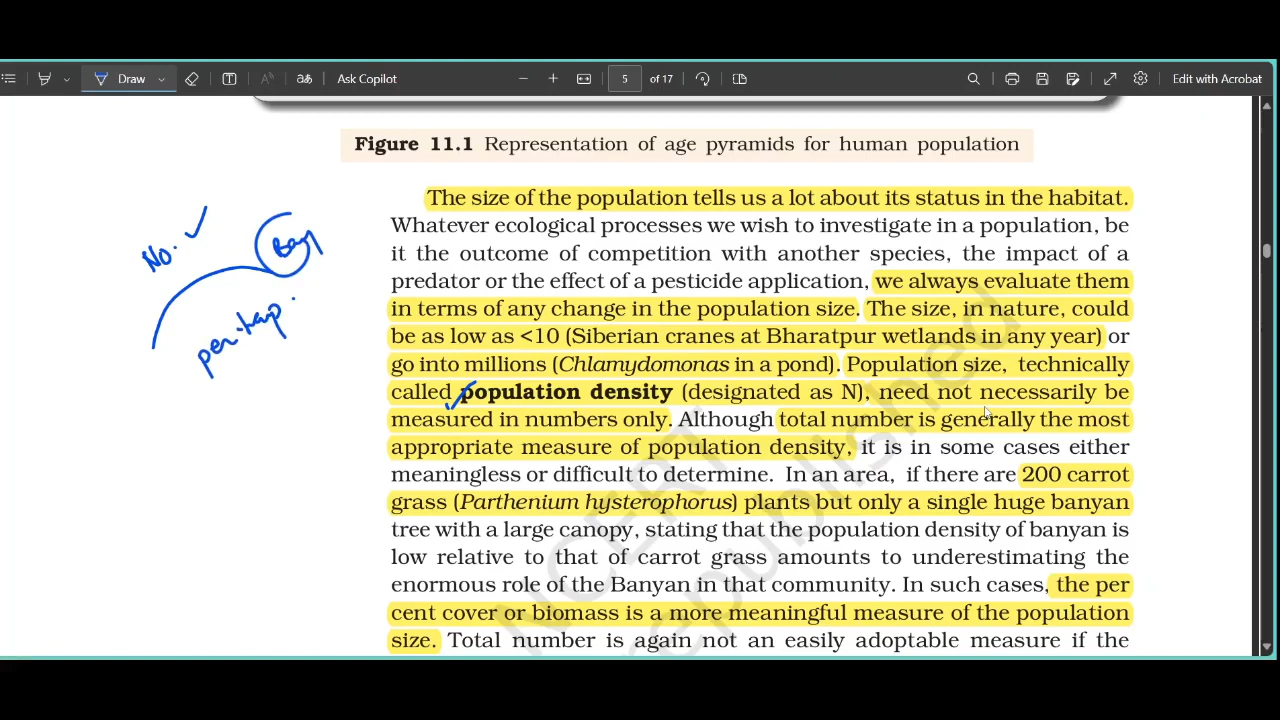 Draw
Ask Copilot
5 of 17
Edit with Acrobat
Figure 11.1 Representation of age pyramids for human population
No.
Ban
The size of the population tells us a lot about its status in the habitat.
Whatever ecological processes we wish to investigate in a population, be
it the outcome of competition with another species, the impact of a
predator or the effect of a pesticide application, we always evaluate them
in terms of any change in the population size. The size, in nature, could
be as low as <10 (Siberian cranes at Bharatpur wetlands in any year) or
go into millions (Chlamydomonas in a pond). Population size, technically
called population density (designated as N), need not necessarily be
measured in numbers only. Although total number is generally the most
appropriate measure of population density, it is in some cases either
meaningless or difficult to determine. In an area, if there are 200 carrot
grass (Parthenium hysterophorus) plants but only a single huge banyan
tree with a large canopy, stating that the population density of banyan is
low relative to that of carrot grass amounts to underestimating the
enormous role of the Banyan in that community. In such cases, the per
cent cover or biomass is a more meaningful measure of the population
size. Total number is again not an easily adoptable measure if the
NCERT
republished